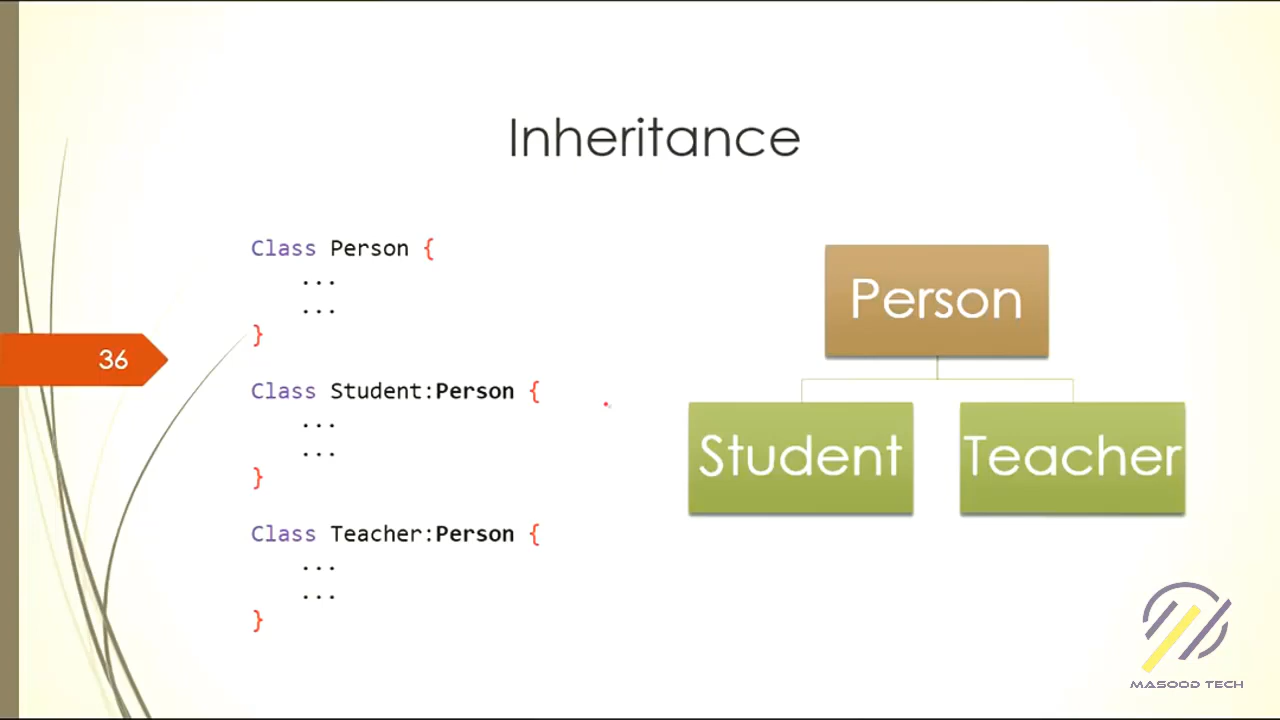 Inheritance
Class Person {
...
...
}
36
Class Student:Person {
...
...
}
Class Teacher:Person {
...
...
}
Person
Student
Teacher
MASOOD TECH